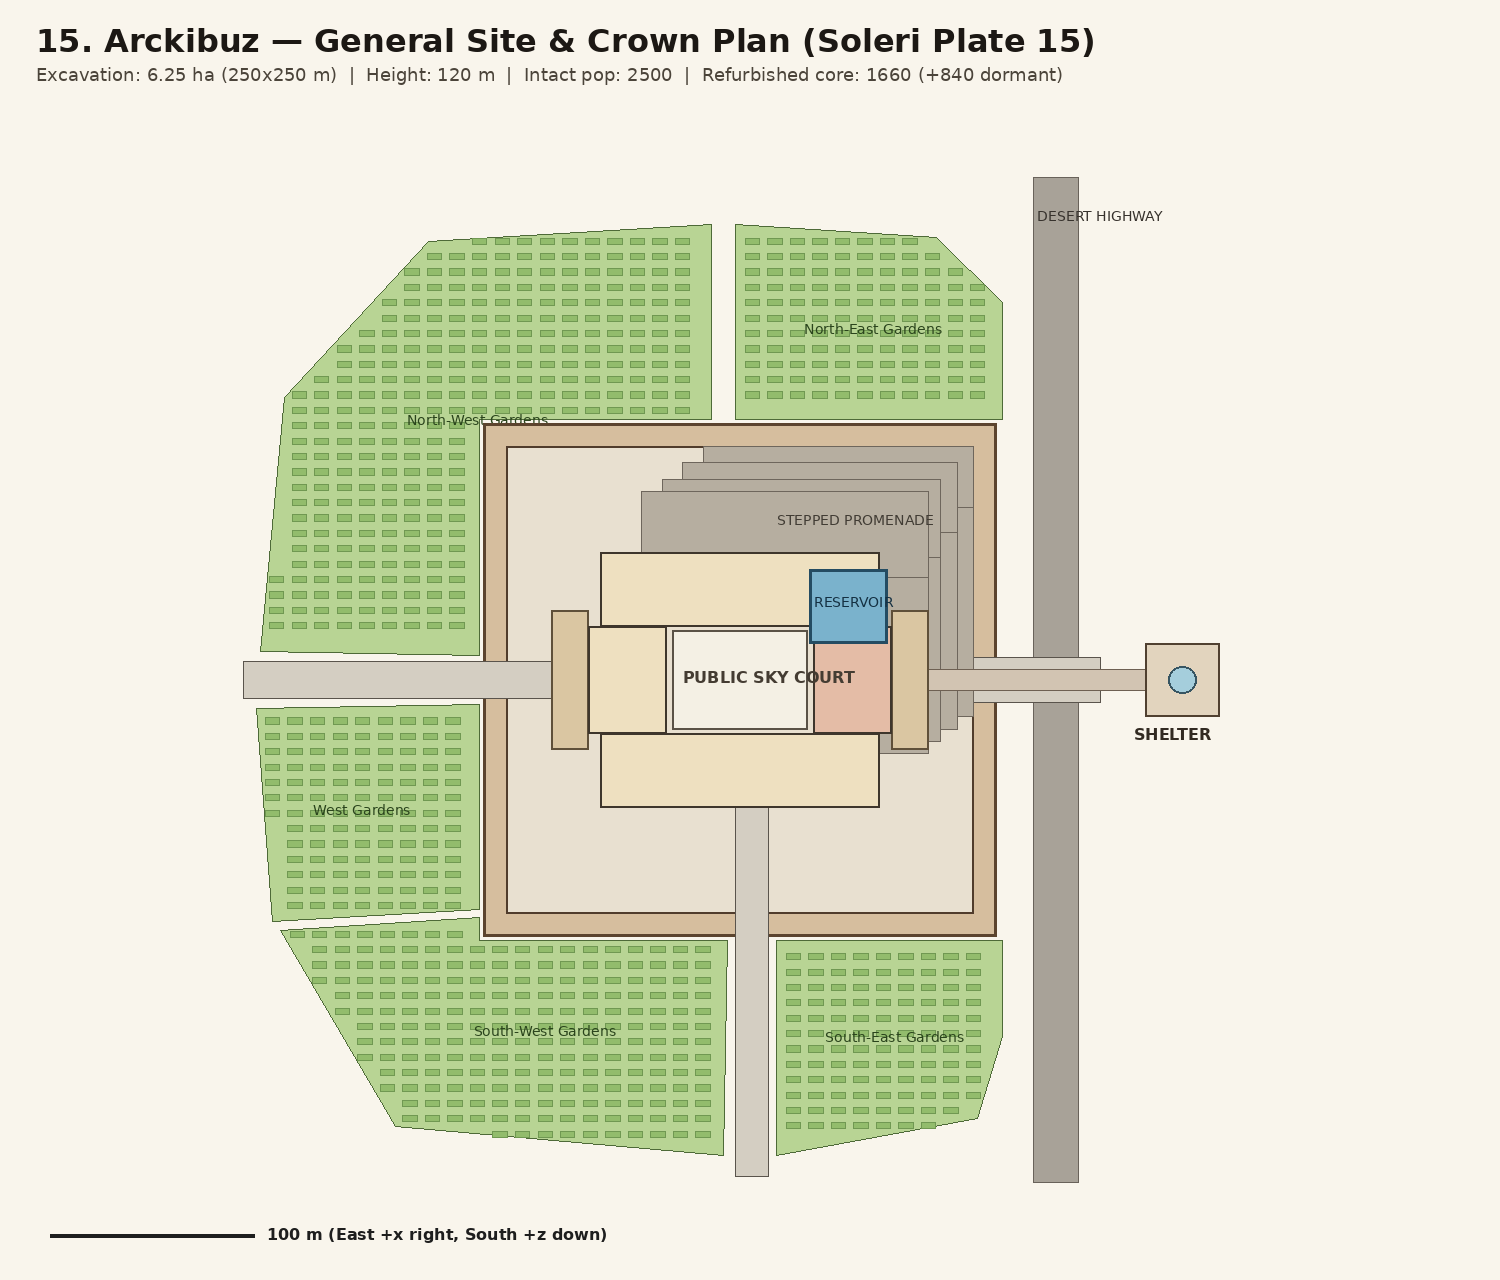 15. Arckibuz — General Site & Crown Plan (Soleri Plate 15)
Excavation: 6.25 ha (250x250 m)  |  Height: 120 m  |  Intact pop: 2500  |  Refurbished core: 1660 (+840 dormant)
DESERT HIGHWAY
North-East Gardens
North-West Gardens
STEPPED PROMENADE
RESERVOIR
PUBLIC SKY COURT
SHELTER
West Gardens
South-West Gardens
South-East Gardens
100 m (East +x right, South +z down)